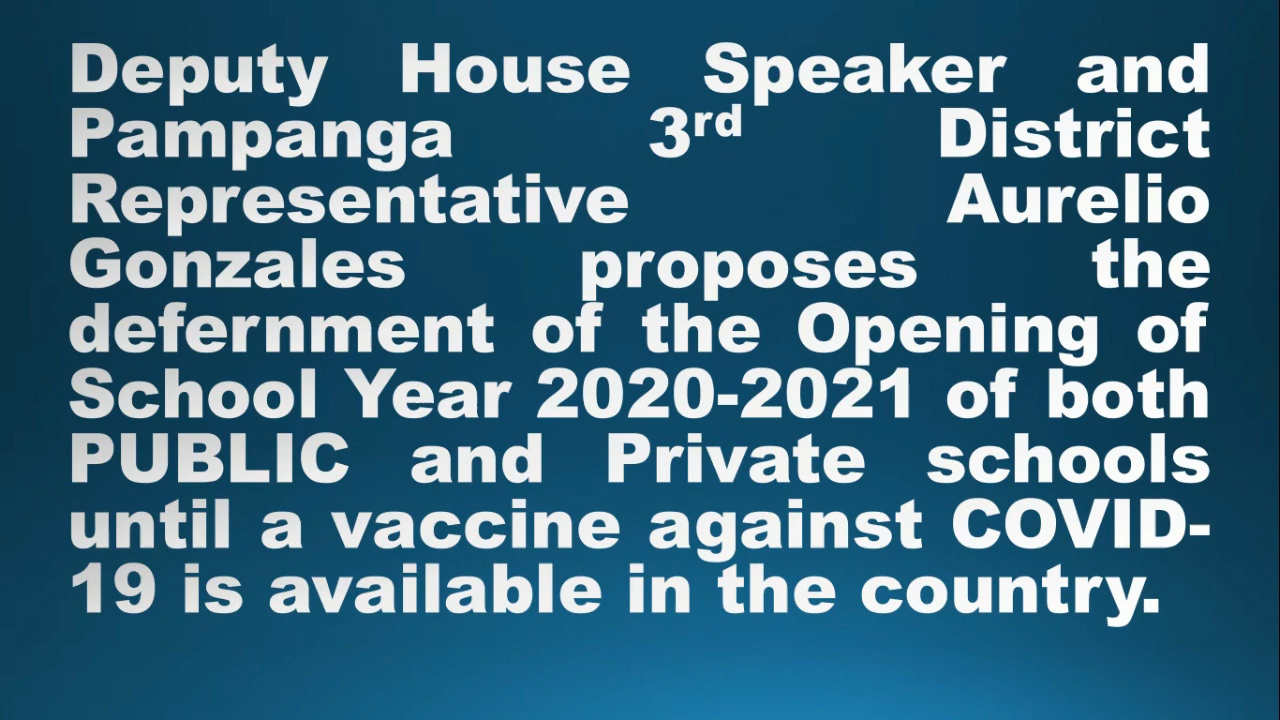 Deputy House Speaker and
Pampanga 3rd District
Representative Aurelio
Gonzales proposes the
defernment of the Opening of
School Year 2020-2021 of both
PUBLIC and Private schools
until a vaccine against COVID-
19 is available in the country.